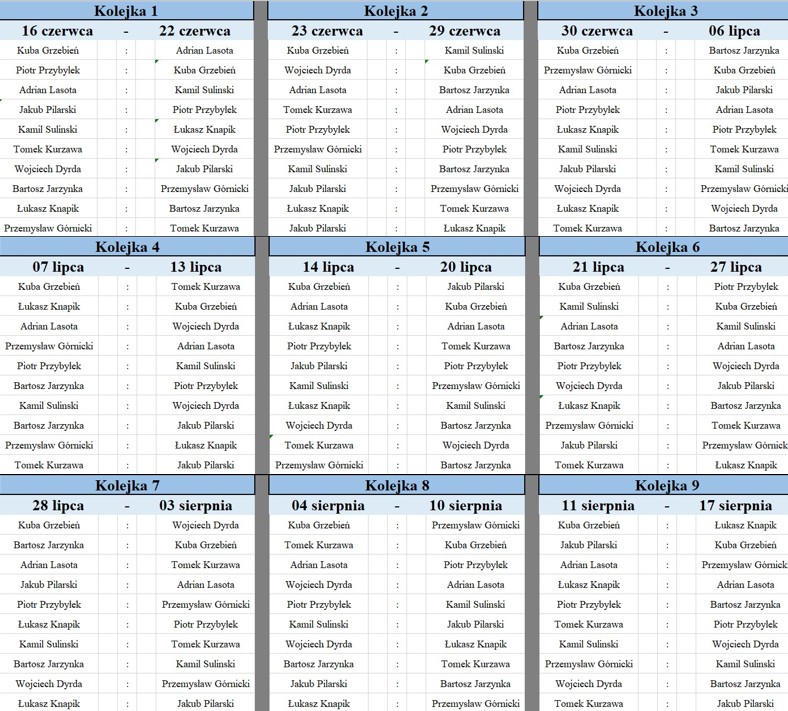 Kolejka 1
16 czerwca - 22 czerwca
Kuba Grzebień : Adrian Lasota
Piotr Przybyłek : Kuba Grzebień
Adrian Lasota : Kamil Sulinski
Jakub Pilarski : Piotr Przybyłek
Kamil Sulinski : Łukasz Knapik
Tomek Kurzawa : Wojciech Dyrda
Wojciech Dyrda : Jakub Pilarski
Bartosz Jarzynka : Przemysław Górnicki
Łukasz Knapik : Bartosz Jarzynka
Przemysław Górnicki : Tomek Kurzawa
Kolejka 2
23 czerwca - 29 czerwca
Kuba Grzebień : Kamil Sulinski
Wojciech Dyrda : Kuba Grzebień
Adrian Lasota : Bartosz Jarzynka
Tomek Kurzawa : Adrian Lasota
Piotr Przybyłek : Wojciech Dyrda
Przemysław Górnicki : Piotr Przybyłek
Kamil Sulinski : Bartosz Jarzynka
Jakub Pilarski : Przemysław Górnicki
Łukasz Knapik : Tomek Kurzawa
Jakub Pilarski : Łukasz Knapik
Kolejka 3
30 czerwca - 06 lipca
Kuba Grzebień : Bartosz Jarzynka
Przemysław Górnicki : Kuba Grzebień
Adrian Lasota : Jakub Pilarski
Piotr Przybyłek : Adrian Lasota
Łukasz Knapik : Piotr Przybyłek
Kamil Sulinski : Tomek Kurzawa
Jakub Pilarski : Kamil Sulinski
Wojciech Dyrda : Przemysław Górnicki
Łukasz Knapik : Wojciech Dyrda
Tomek Kurzawa : Bartosz Jarzynka
Kolejka 4
07 lipca - 13 lipca
Kuba Grzebień : Tomek Kurzawa
Łukasz Knapik : Kuba Grzebień
Adrian Lasota : Wojciech Dyrda
Przemysław Górnicki : Adrian Lasota
Piotr Przybyłek : Kamil Sulinski
Bartosz Jarzynka : Piotr Przybyłek
Kamil Sulinski : Wojciech Dyrda
Bartosz Jarzynka : Jakub Pilarski
Przemysław Górnicki : Łukasz Knapik
Tomek Kurzawa : Jakub Pilarski
Kolejka 5
14 lipca - 20 lipca
Kuba Grzebień : Jakub Pilarski
Adrian Lasota : Kuba Grzebień
Łukasz Knapik : Adrian Lasota
Piotr Przybyłek : Tomek Kurzawa
Jakub Pilarski : Piotr Przybyłek
Kamil Sulinski : Przemysław Górnicki
Łukasz Knapik : Kamil Sulinski
Wojciech Dyrda : Bartosz Jarzynka
Tomek Kurzawa : Wojciech Dyrda
Przemysław Górnicki : Bartosz Jarzynka
Kolejka 6
21 lipca - 27 lipca
Kuba Grzebień : Piotr Przybyłek
Kamil Sulinski : Kuba Grzebień
Adrian Lasota : Kamil Sulinski
Bartosz Jarzynka : Adrian Lasota
Piotr Przybyłek : Wojciech Dyrda
Wojciech Dyrda : Jakub Pilarski
Łukasz Knapik : Bartosz Jarzynka
Przemysław Górnicki : Tomek Kurzawa
Jakub Pilarski : Przemysław Górnick
Tomek Kurzawa : Łukasz Knapik
Kolejka 7
28 lipca - 03 sierpnia
Kuba Grzebień : Wojciech Dyrda
Bartosz Jarzynka : Kuba Grzebień
Adrian Lasota : Tomek Kurzawa
Jakub Pilarski : Adrian Lasota
Piotr Przybyłek : Przemysław Górnicki
Łukasz Knapik : Piotr Przybyłek
Kamil Sulinski : Tomek Kurzawa
Bartosz Jarzynka : Kamil Sulinski
Wojciech Dyrda : Przemysław Górnicki
Łukasz Knapik : Jakub Pilarski
Kolejka 8
04 sierpnia - 10 sierpnia
Kuba Grzebień : Przemysław Górnicki
Tomek Kurzawa : Kuba Grzebień
Adrian Lasota : Piotr Przybyłek
Wojciech Dyrda : Adrian Lasota
Piotr Przybyłek : Kamil Sulinski
Kamil Sulinski : Jakub Pilarski
Wojciech Dyrda : Łukasz Knapik
Bartosz Jarzynka : Tomek Kurzawa
Jakub Pilarski : Bartosz Jarzynka
Łukasz Knapik : Przemysław Górnicki
Kolejka 9
11 sierpnia - 17 sierpnia
Kuba Grzebień : Łukasz Knapik
Jakub Pilarski : Kuba Grzebień
Adrian Lasota : Przemysław Górnick
Łukasz Knapik : Adrian Lasota
Piotr Przybyłek : Bartosz Jarzynka
Tomek Kurzawa : Piotr Przybyłek
Kamil Sulinski : Wojciech Dyrda
Przemysław Górnicki : Kamil Sulinski
Wojciech Dyrda : Bartosz Jarzynka
Tomek Kurzawa : Jakub Pilarski